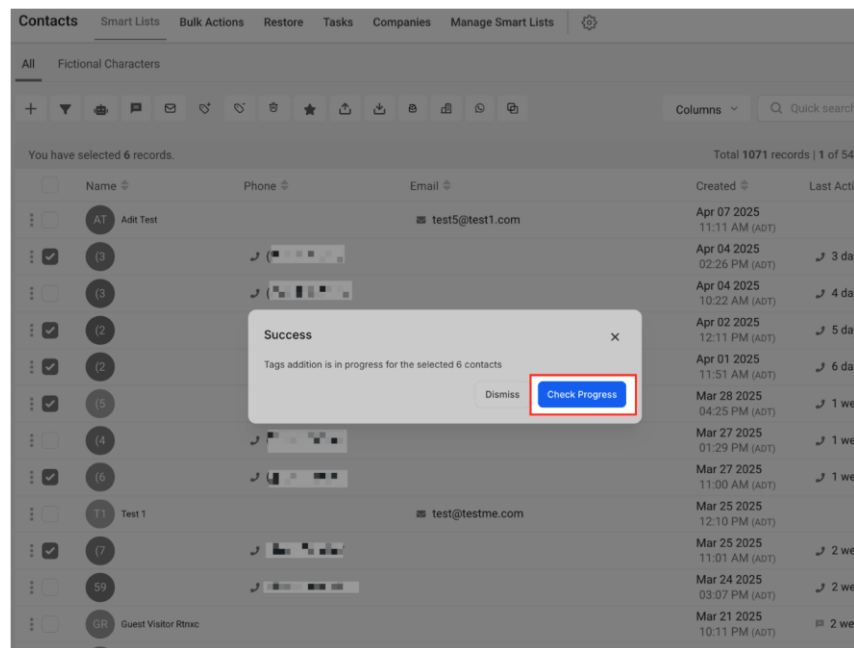 Contacts Smart Lists Bulk Actions Restore Tasks Companies Manage Smart Lists
All Fictional Characters
Columns Quick search
You have selected 6 records. Total 1071 records | 1 of 54
Name Phone Email Created Last Acti
AT Adit Test test5@test1.com Apr 07 2025
11:11 AM (ADT)
(3 ( Apr 04 2025
02:26 PM (ADT) 3 da
(3 ( Apr 04 2025
10:22 AM (ADT) 4 da
(2 Apr 02 2025
12:11 PM (ADT) 5 da
(2 Apr 01 2025
11:51 AM (ADT) 6 da
(5 Mar 28 2025
04:25 PM (ADT) 1 we
Success
Tags addition is in progress for the selected 6 contacts
Dismiss Check Progress
(4 Mar 27 2025
01:29 PM (ADT) 1 we
(6 Mar 27 2025
11:00 AM (ADT) 1 we
T1 Test 1 test@testme.com Mar 25 2025
12:10 PM (ADT)
(7 Mar 25 2025
11:01 AM (ADT) 2 we
59 Mar 24 2025
03:07 PM (ADT) 2 we
GR Guest Visitor Rtnxc Mar 21 2025
10:11 PM (ADT) 2 we